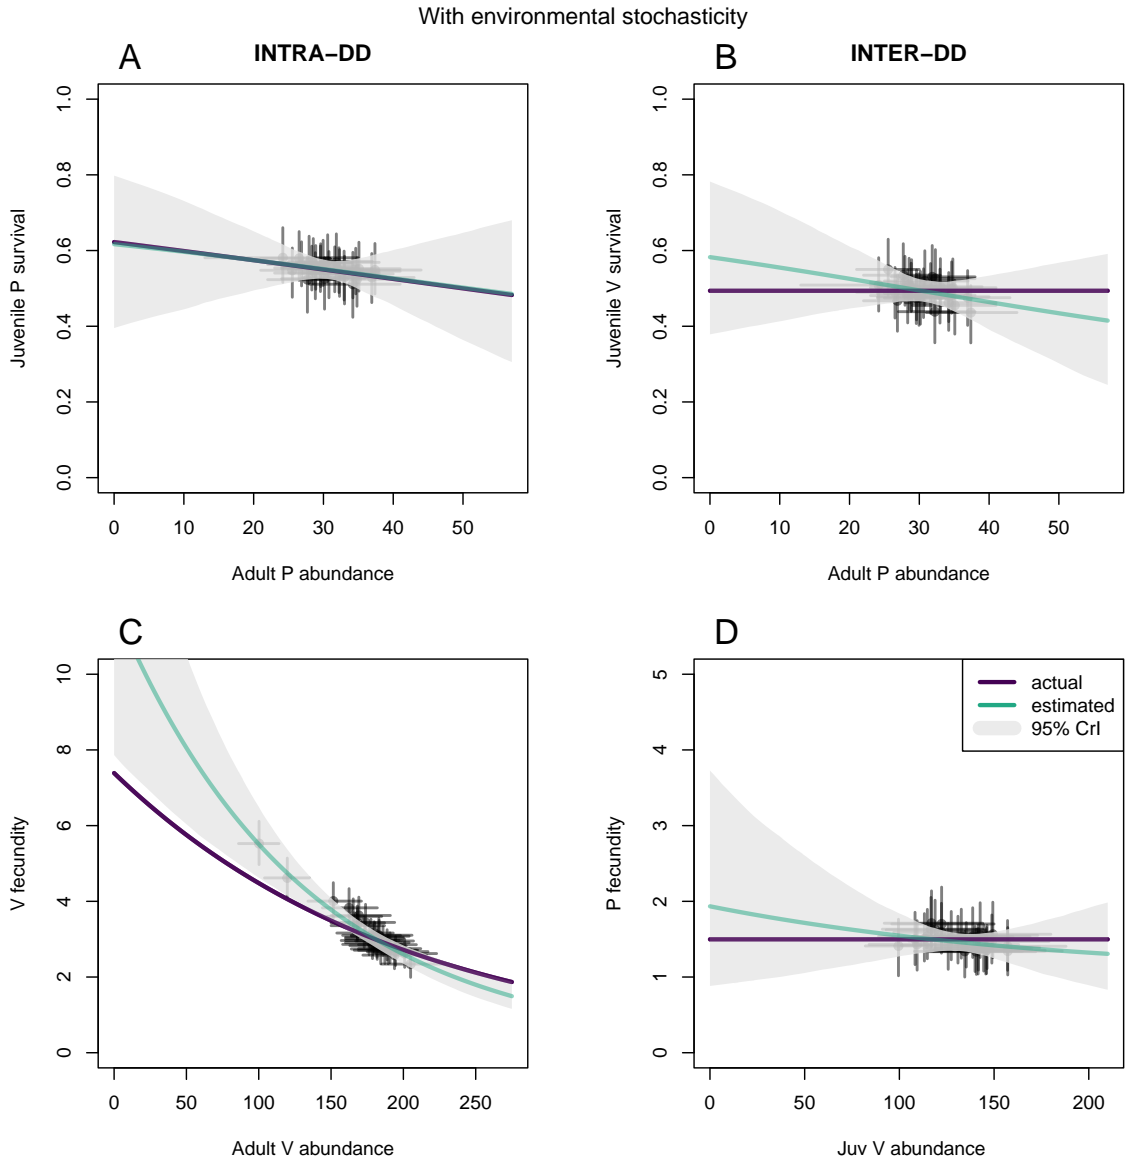 With environmental stochasticity
A
INTRA−DD
Juvenile P survival
0.0 0.2 0.4 0.6 0.8 1.0
0 10 20 30 40 50
Adult P abundance
B
INTER−DD
Juvenile V survival
0.0 0.2 0.4 0.6 0.8 1.0
0 10 20 30 40 50
Adult P abundance
C
V fecundity
0 2 4 6 8 10
0 50 100 150 200 250
Adult V abundance
D
P fecundity
0 1 2 3 4 5
actual
estimated
95% CrI
0 50 100 150 200
Juv V abundance